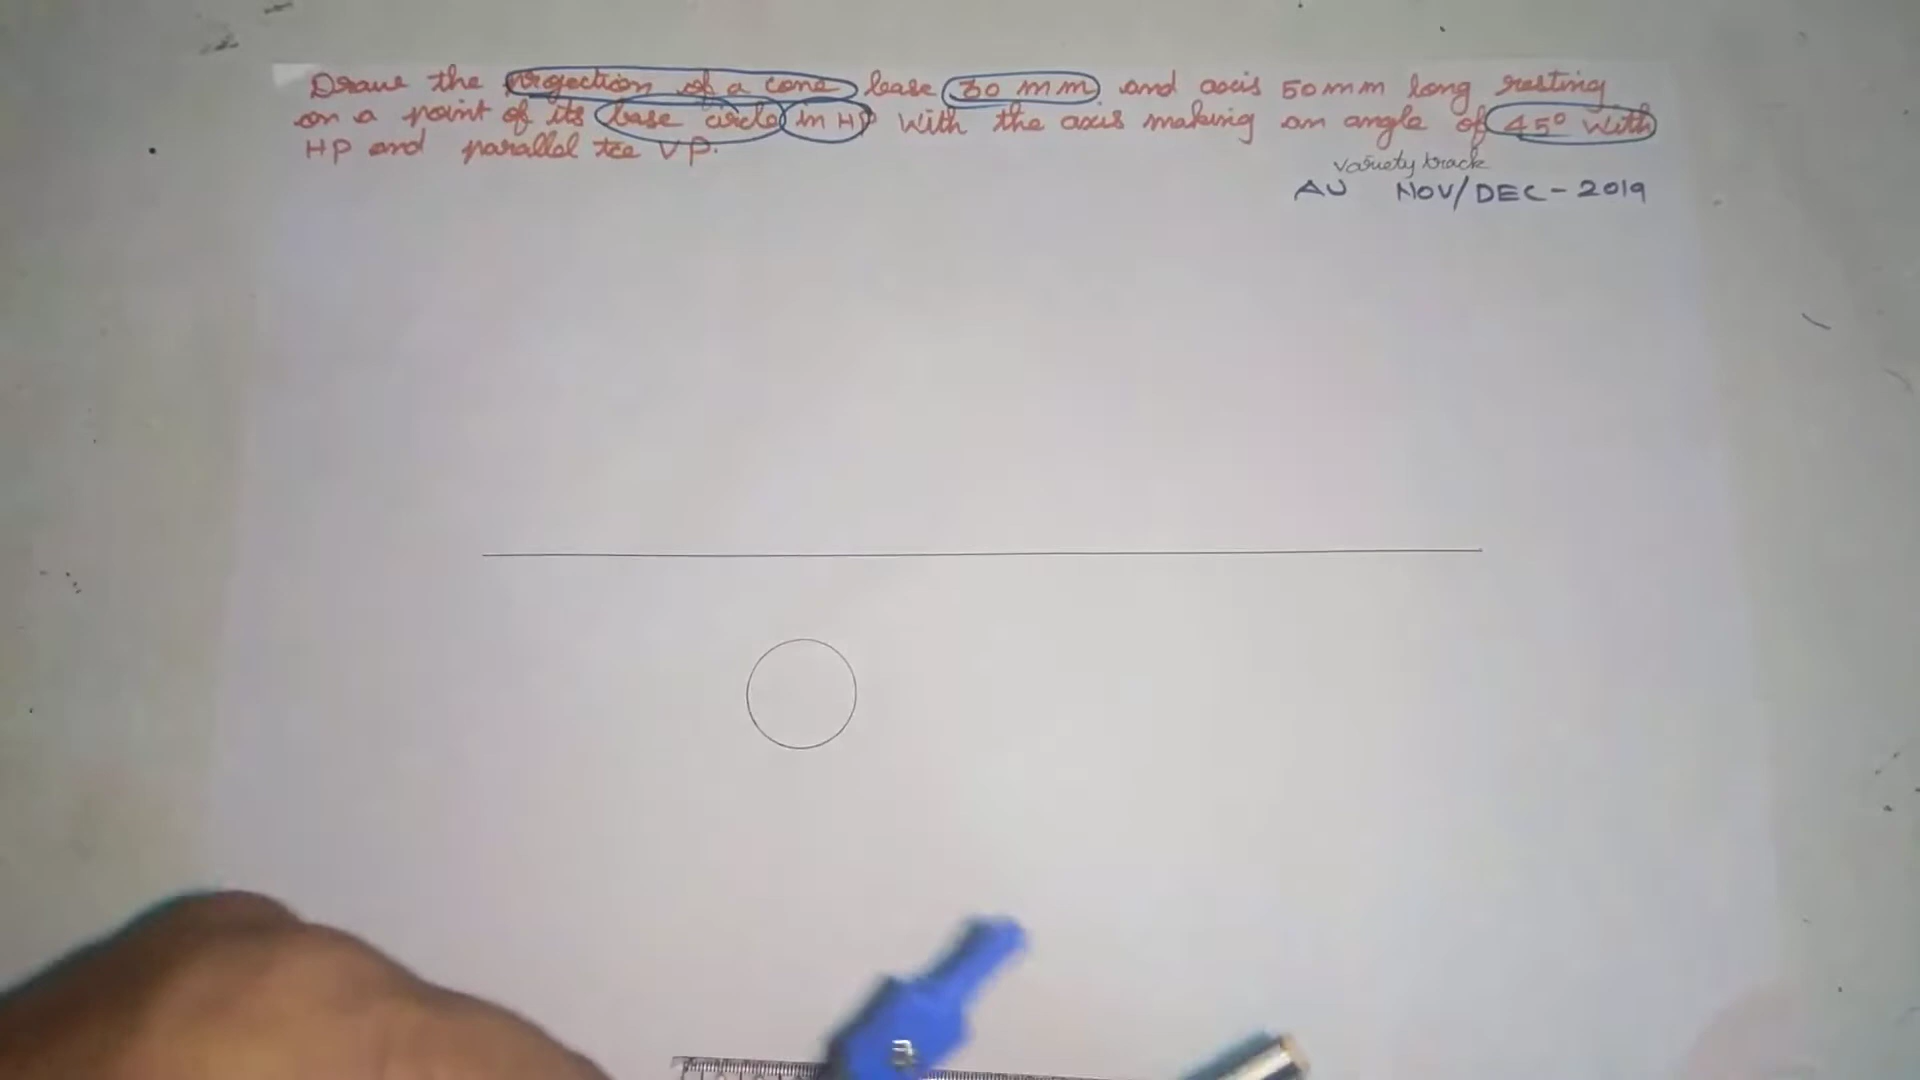 Draw the projection of a cone base 30 mm and axis 50mm long resting
on a point of its base circle in HP with the axis making an angle of 45° with
HP and parallel to VP.
variety track
AU NOV/DEC-2019